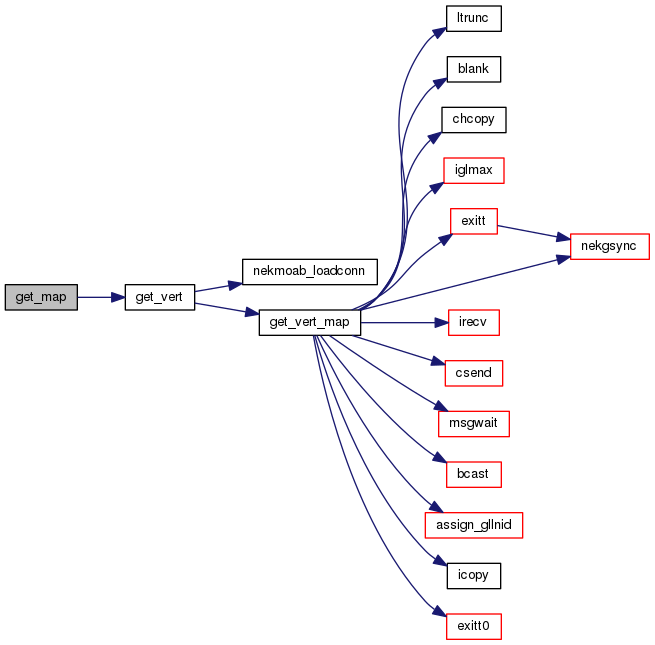 get_map
get_vert
nekmoab_loadconn
get_vert_map
ltrunc
blank
chcopy
iglmax
exitt
nekgsync
irecv
csend
msgwait
bcast
assign_gllnid
icopy
exitt0